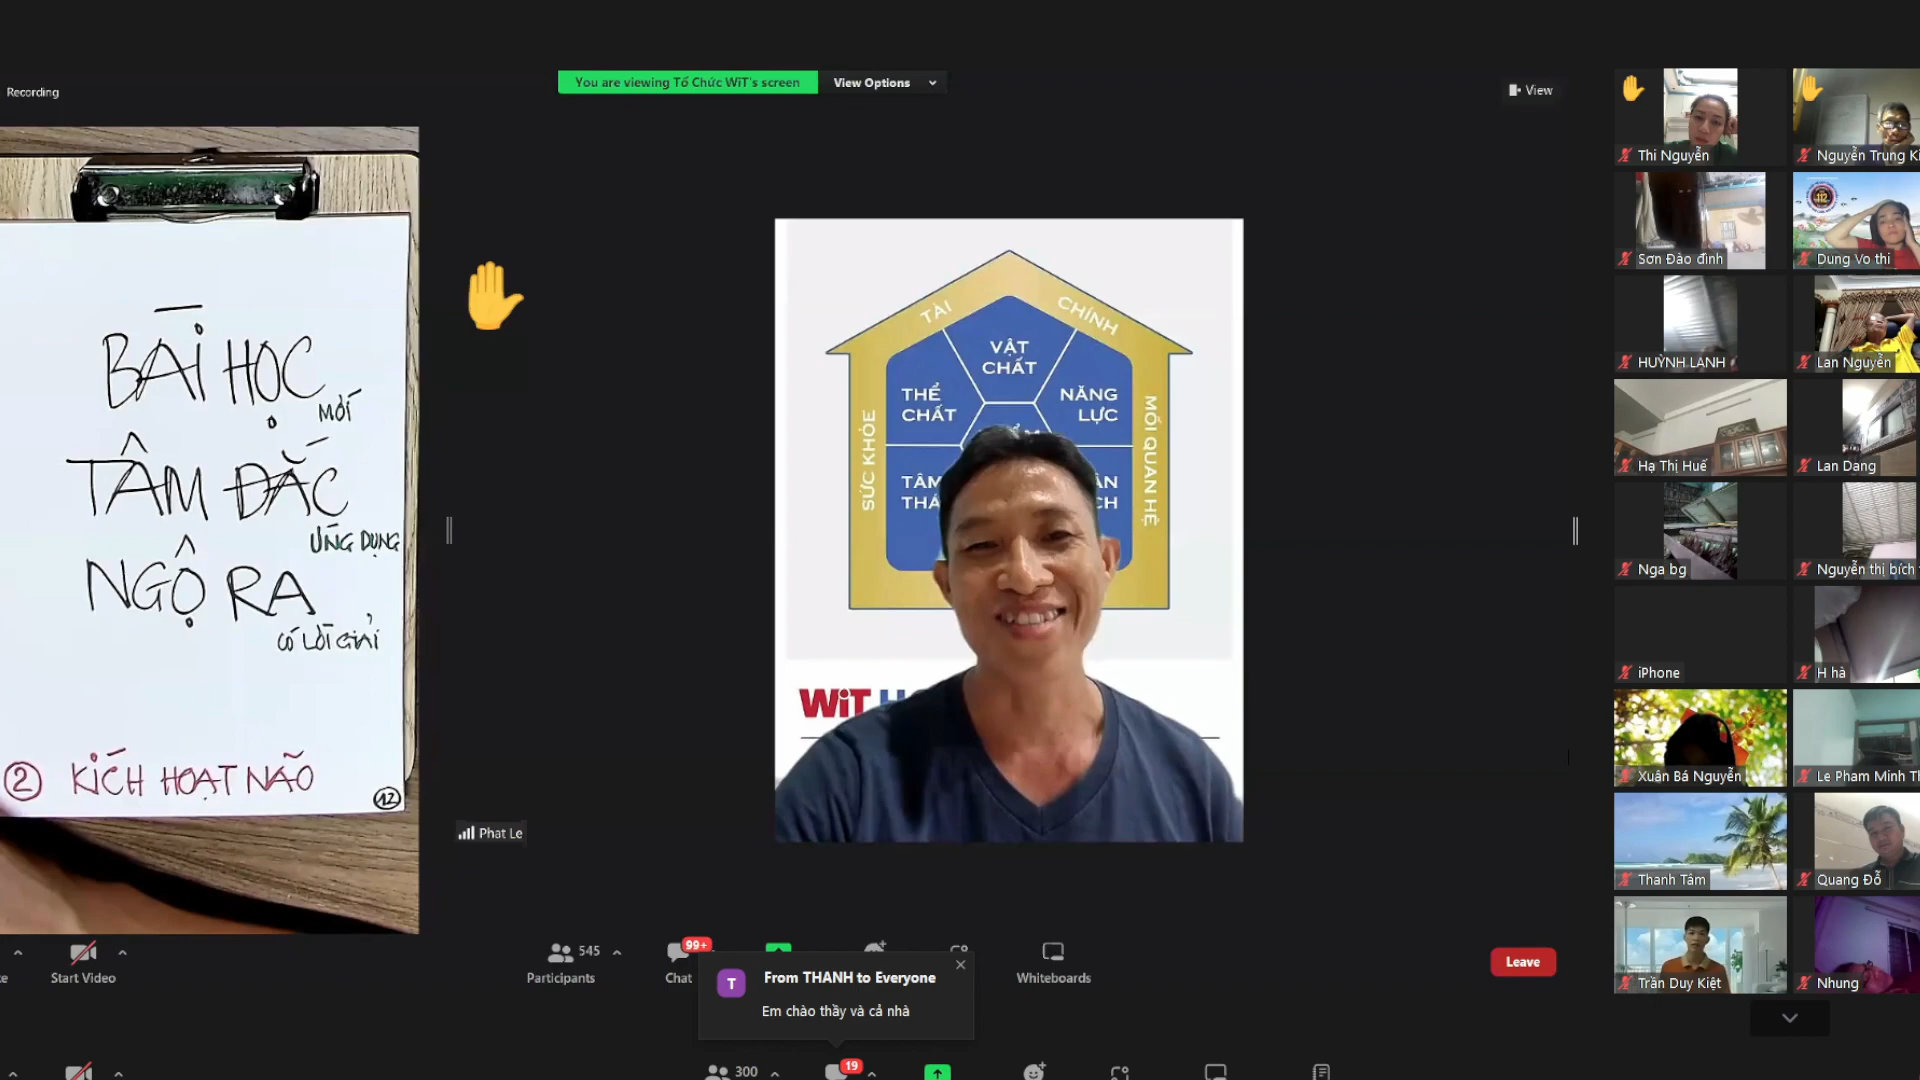 Recording
You are viewing Tổ Chức WiT's screen
View Options
View
BÀI HỌC
MỚI
TÂM ĐẮC
ỨNG DỤNG
NGỘ RA
CÓ LỜI GIẢI
2 KÍCH HOẠT NÃO
12
TÀI CHÍNH
SỨC KHỎE
MỐI QUAN HỆ
VẬT
CHẤT
THỂ
CHẤT
NĂNG
LỰC
WiT
Phat Le
Thi Nguyễn
Nguyễn Trung
Sơn Đảo đình
Dung Vo thi
HUỲNH LANH
Lan Nguyễn
Hạ Thị Huế
Lan Dang
Nga bg
Nguyễn thị bích
iPhone
H hà
Xuân Bá Nguyễn
Le Pham Minh
Thanh Tâm
Quang Đỗ
Trần Duy Kiệt
Nhung
Start Video
545
Participants
99+
Chat
Whiteboards
Leave
T
From THANH to Everyone
Em chào thầy và cả nhà
300
19